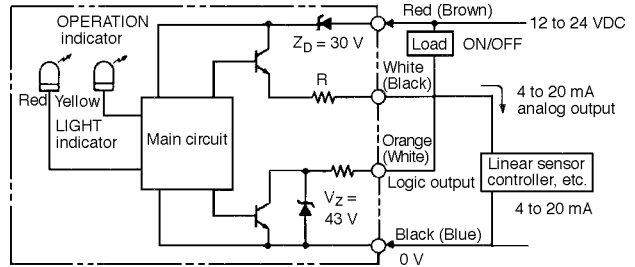 OPERATION
indicator
Red
Yellow
LIGHT
indicator
Main circuit
Z_D = 30 V
R
V_Z =
43 V
Red (Brown)
12 to 24 VDC
Load
ON/OFF
White
(Black)
4 to 20 mA
analog output
Orange
(White)
Logic output
Linear sensor
controller, etc.
4 to 20 mA
Black (Blue)
0 V